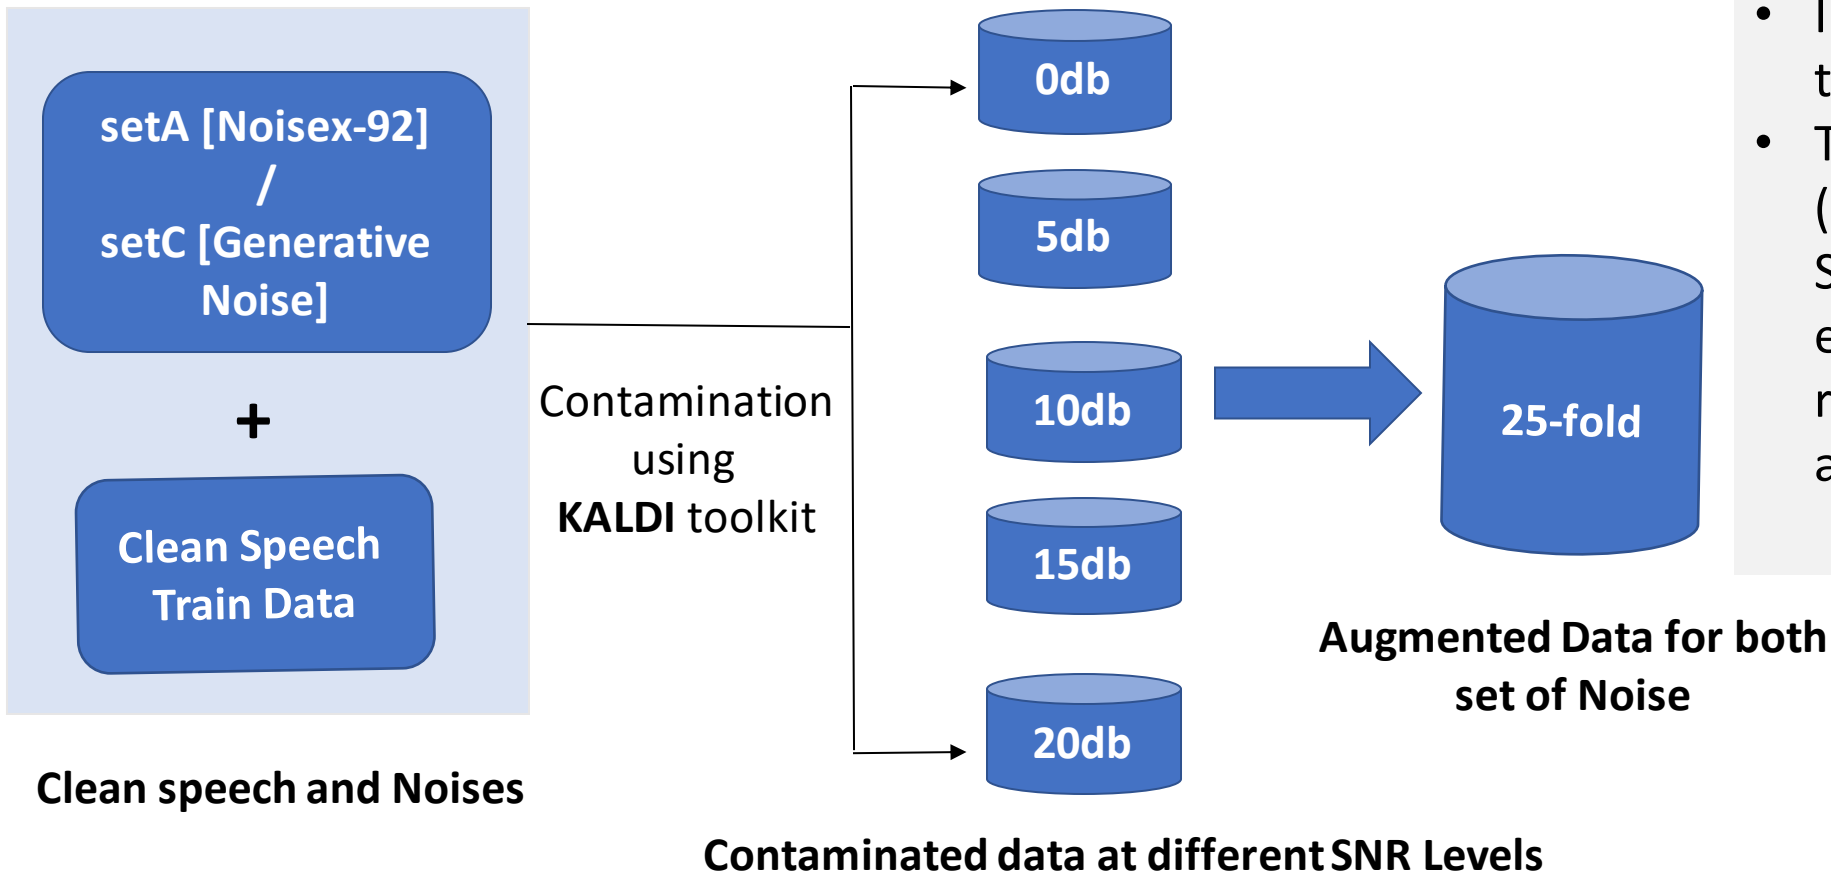 setA [Noisex-92]
/
setC [Generative
Noise]
+
Clean Speech
Train Data
Clean speech and Noises
Contamination
using
KALDI toolkit
0db
5db
10db
15db
20db
Contaminated data at different SNR Levels
25-fold
Augmented Data for both
set of Noise